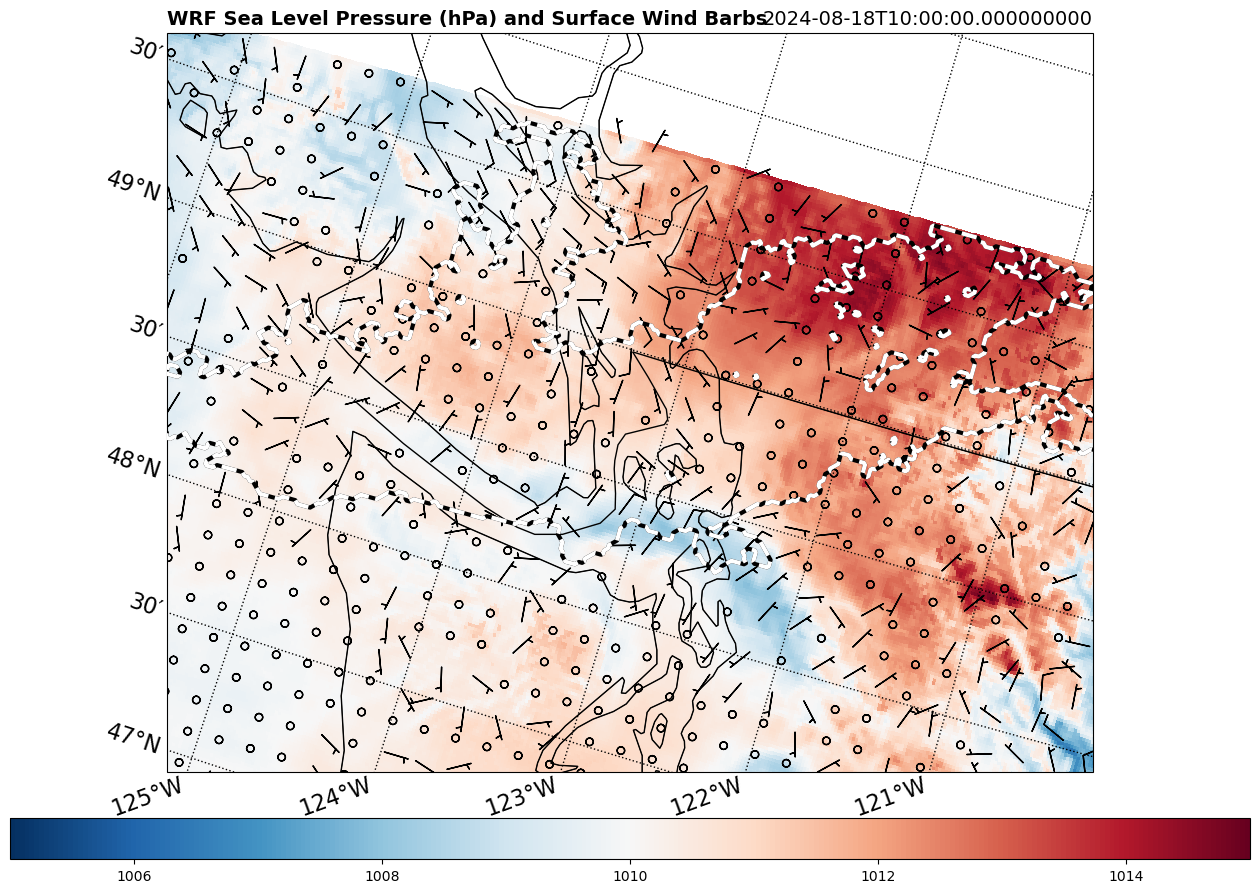 WRF Sea Level Pressure (hPa) and Surface Wind Barbs 2024-08-18T10:00:00.000000000
30′
49°N
30′
48°N
30′
47°N
125°W 124°W 123°W 122°W 121°W
1006 1008 1010 1012 1014